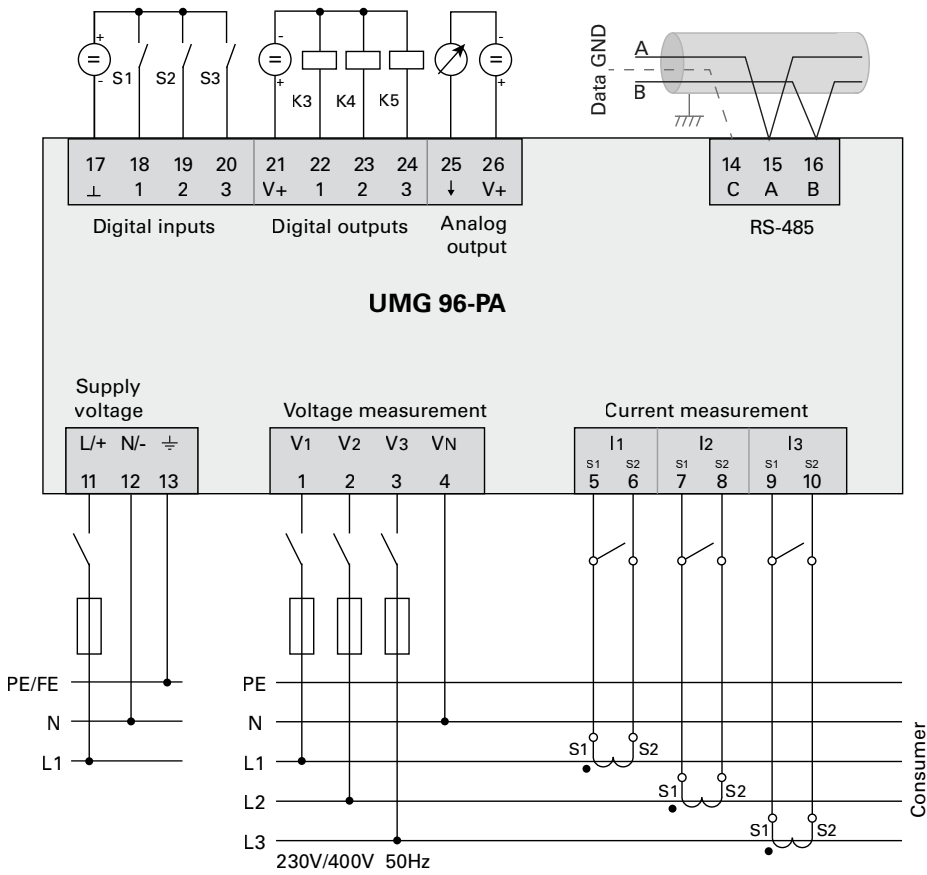 + = -
S1 S2 S3
- = +
K3 K4 K5
- = +
Data GND
A
B
17 18 19 20 21 22 23 24 25 26
⊥ 1 2 3 V+ 1 2 3 ↓ V+
14 15 16
C A B
Digital inputs
Digital outputs
Analog
output
RS-485
UMG 96-PA
Supply
voltage
Voltage measurement
Current measurement
L/+ N/- ⏚
11 12 13
V1 V2 V3 VN
1 2 3 4
I1 I2 I3
S1 S2 S1 S2 S1 S2
5 6 7 8 9 10
PE/FE
N
L1
PE
N
L1
L2
L3
230V/400V 50Hz
S1 S2
S1 S2
S1 S2
Consumer